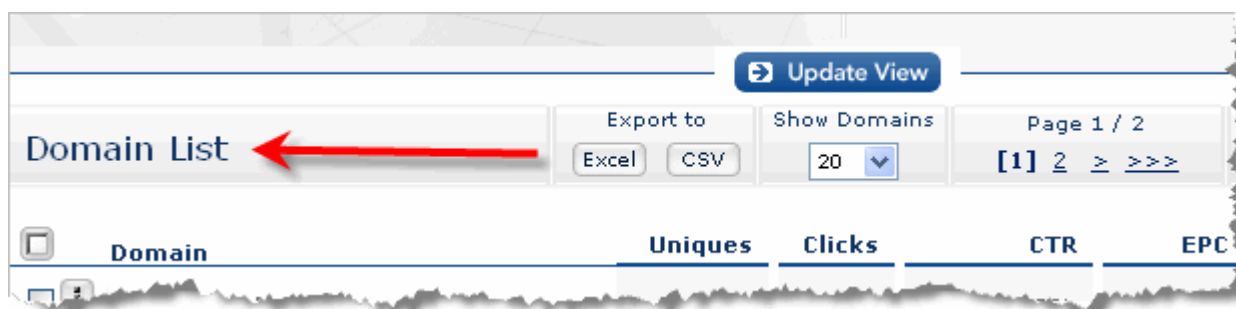 Update View
Domain List
Export to
Excel CSV
Show Domains
20
Page 1 / 2
[1] 2 > >>>
Domain Uniques Clicks CTR EPC